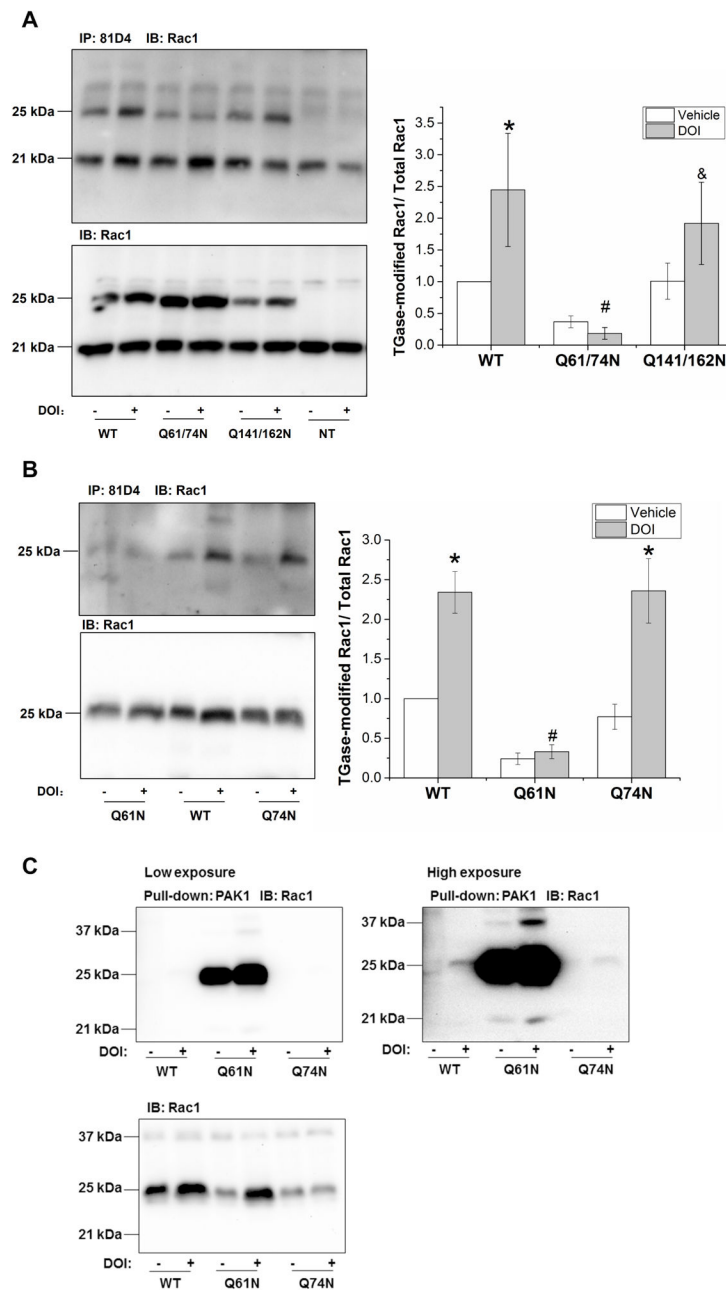 A
IP: 81D4 IB: Rac1
25 kDa
21 kDa
IB: Rac1
25 kDa
21 kDa
DOI: - + - + - + - +
WT Q61/74N Q141/162N NT
TGase-modified Rac1/ Total Rac1
3.5
3.0
2.5
2.0
1.5
1.0
0.5
0.0
Vehicle
DOI
*
#
&
WT Q61/74N Q141/162N
B
IP: 81D4 IB: Rac1
25 kDa
IB: Rac1
25 kDa
DOI: - + - + - +
Q61N WT Q74N
TGase-modified Rac1/ Total Rac1
3.0
2.5
2.0
1.5
1.0
0.5
0.0
Vehicle
DOI
*
#
*
WT Q61N Q74N
C
Low exposure
Pull-down: PAK1 IB: Rac1
37 kDa
25 kDa
21 kDa
DOI: - + - + - +
WT Q61N Q74N
High exposure
Pull-down: PAK1 IB: Rac1
37 kDa
25 kDa
21 kDa
DOI: - + - + - +
WT Q61N Q74N
IB: Rac1
37 kDa
25 kDa
21 kDa
DOI: - + - + - +
WT Q61N Q74N